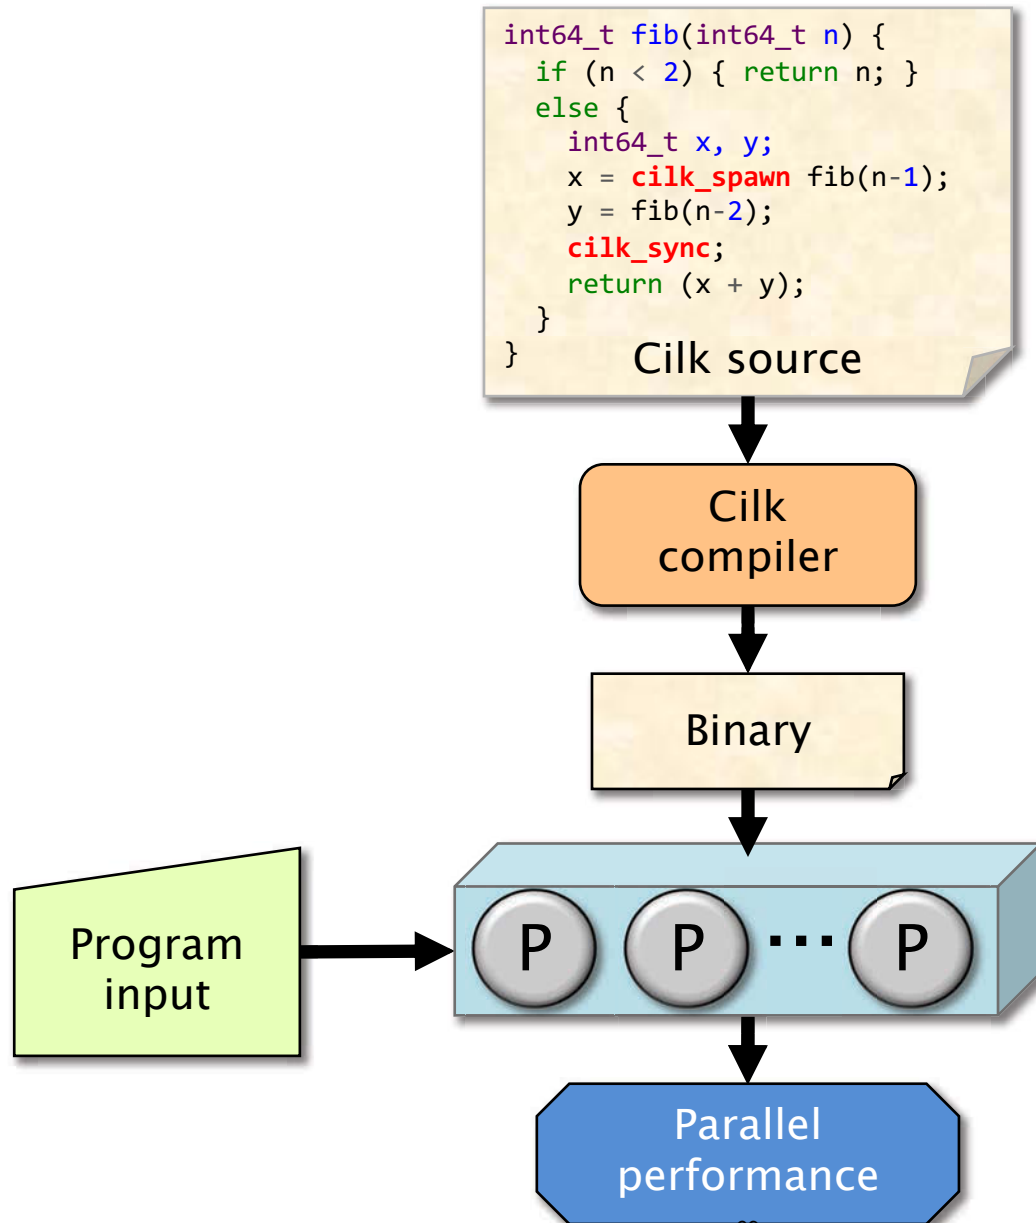 int64_t fib(int64_t n) {
  if (n < 2) { return n; }
  else {
    int64_t x, y;
    x = cilk_spawn fib(n-1);
    y = fib(n-2);
    cilk_sync;
    return (x + y);
  }
}
Cilk source
Cilk
compiler
Binary
Program
input
P P ... P
Parallel
performance